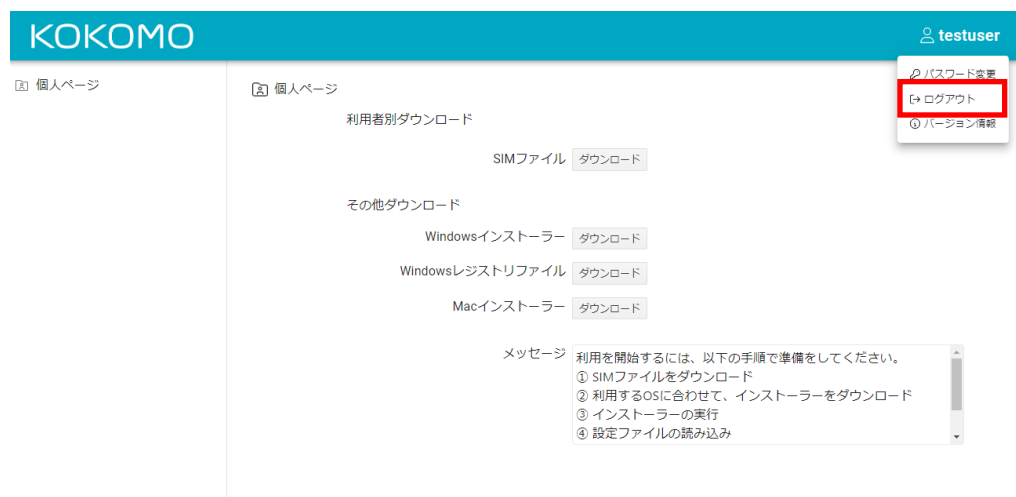 KOKOMO
testuser
パスワード変更
ログアウト
バージョン情報
個人ページ
個人ページ
利用者別ダウンロード
SIMファイル ダウンロード
その他ダウンロード
Windowsインストーラー ダウンロード
Windowsレジストリファイル ダウンロード
Macインストーラー ダウンロード
メッセージ
利用を開始するには、以下の手順で準備をしてください。
① SIMファイルをダウンロード
② 利用するOSに合わせて、インストーラーをダウンロード
③ インストーラーの実行
④ 設定ファイルの読み込み